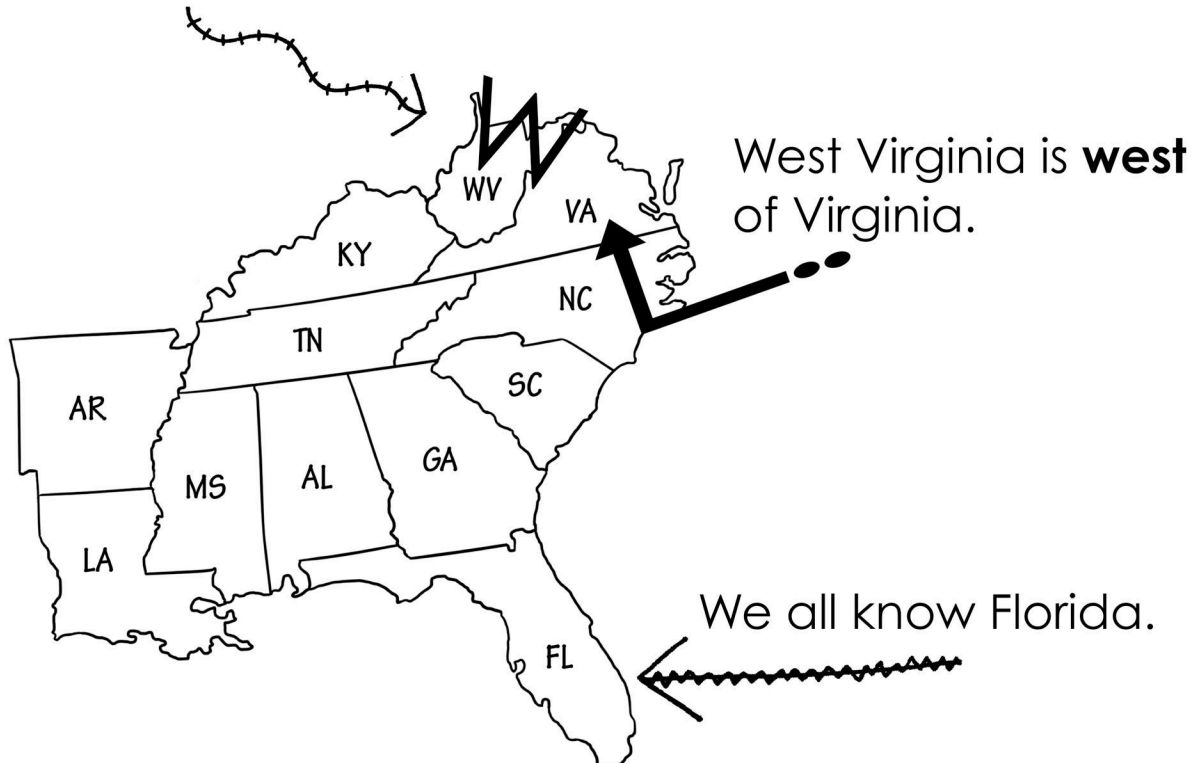 W
WV
VA
West Virginia is west
of Virginia.
KY
NC
TN
SC
AR
GA
MS
AL
LA
We all know Florida.
FL